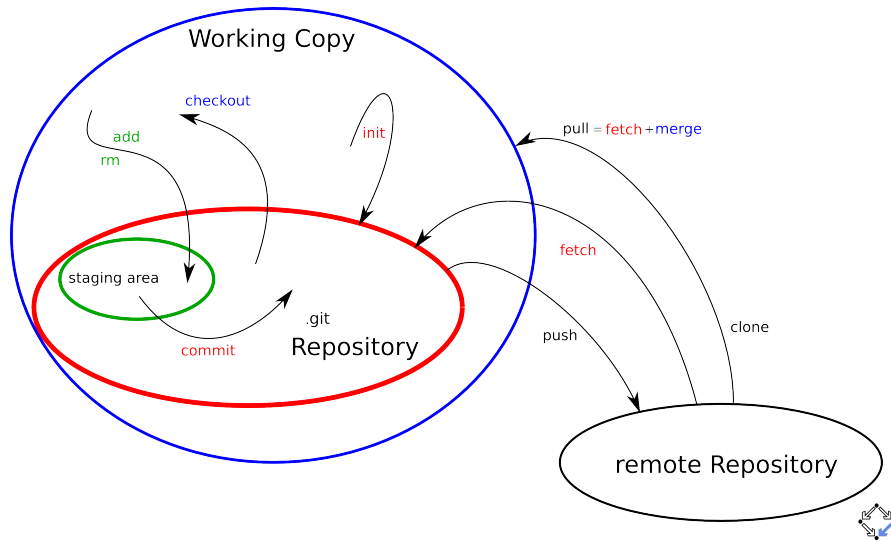 Working Copy
checkout
add
rm
init
pull = fetch+merge
fetch
staging area
.git
Repository
commit
push
clone
remote Repository